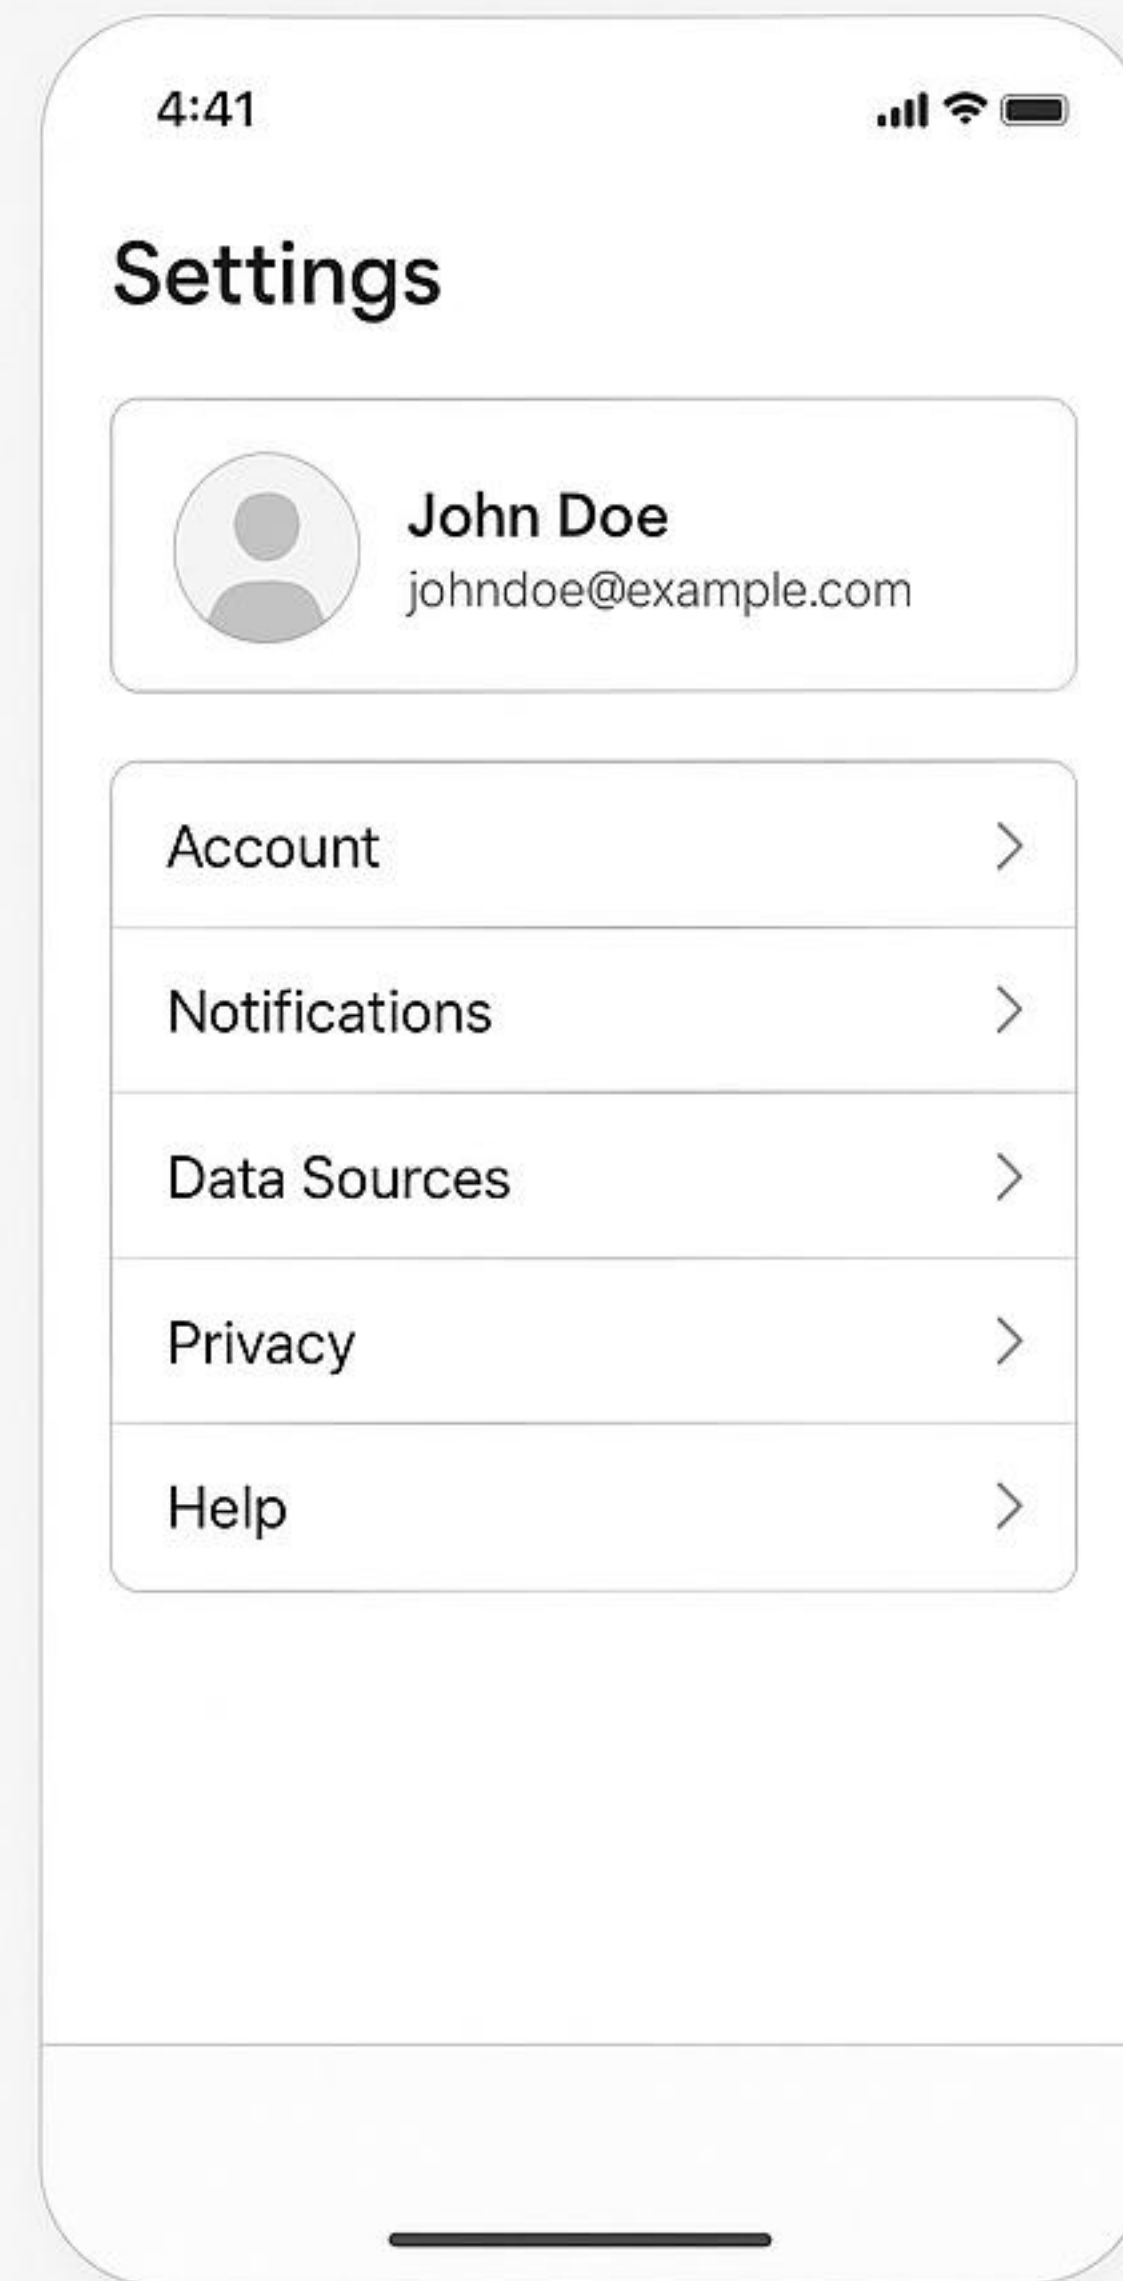 4:41
Settings
John Doe
johndoe@example.com
Account
Notifications
Data Sources
Privacy
Help